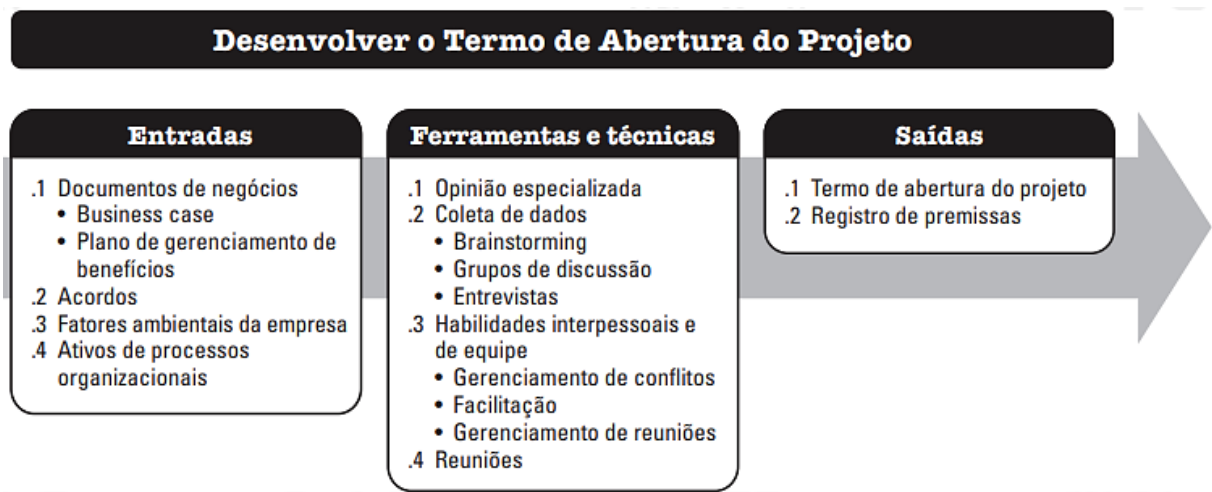 Desenvolver o Termo de Abertura do Projeto
Entradas
.1 Documentos de negócios
• Business case
• Plano de gerenciamento de
benefícios
.2 Acordos
.3 Fatores ambientais da empresa
.4 Ativos de processos
organizacionais
Ferramentas e técnicas
.1 Opinião especializada
.2 Coleta de dados
• Brainstorming
• Grupos de discussão
• Entrevistas
.3 Habilidades interpessoais e
de equipe
• Gerenciamento de conflitos
• Facilitação
• Gerenciamento de reuniões
.4 Reuniões
Saídas
.1 Termo de abertura do projeto
.2 Registro de premissas